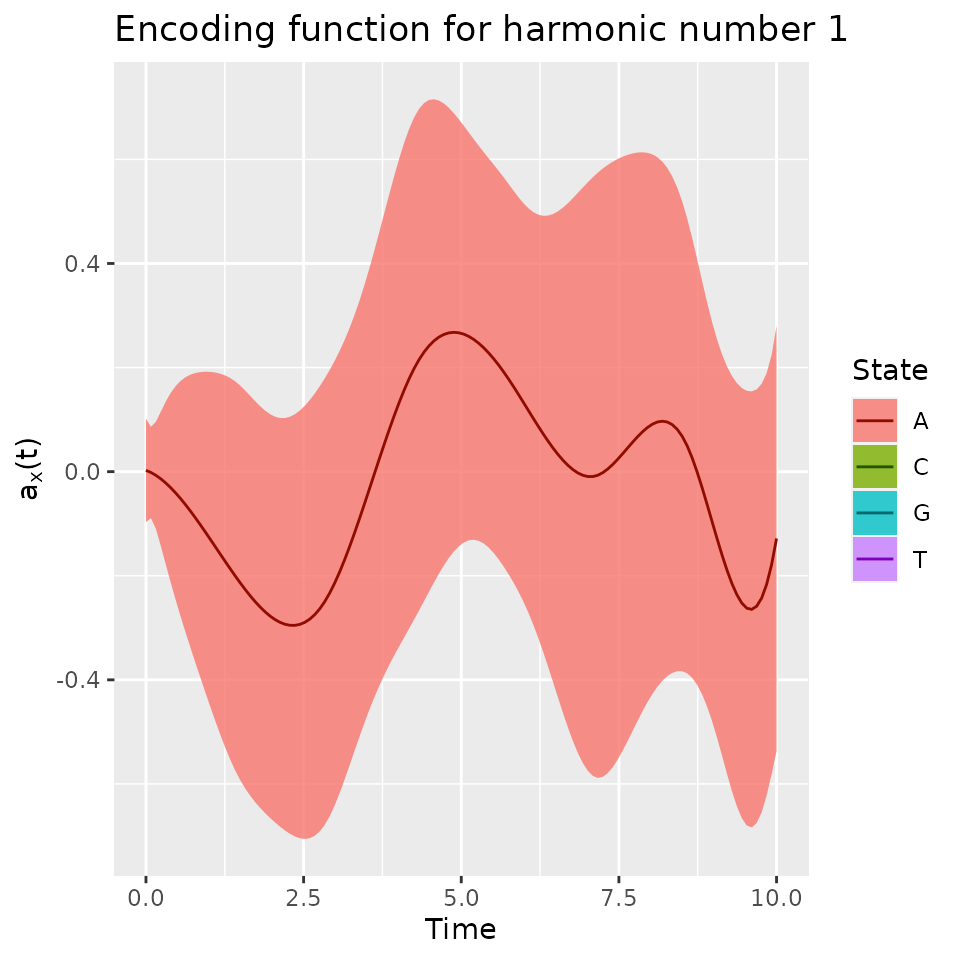 Encoding function for harmonic number 1
aₓ(t)
0.4
0.0
-0.4
0.0 2.5 5.0 7.5 10.0
Time
State
A
C
G
T